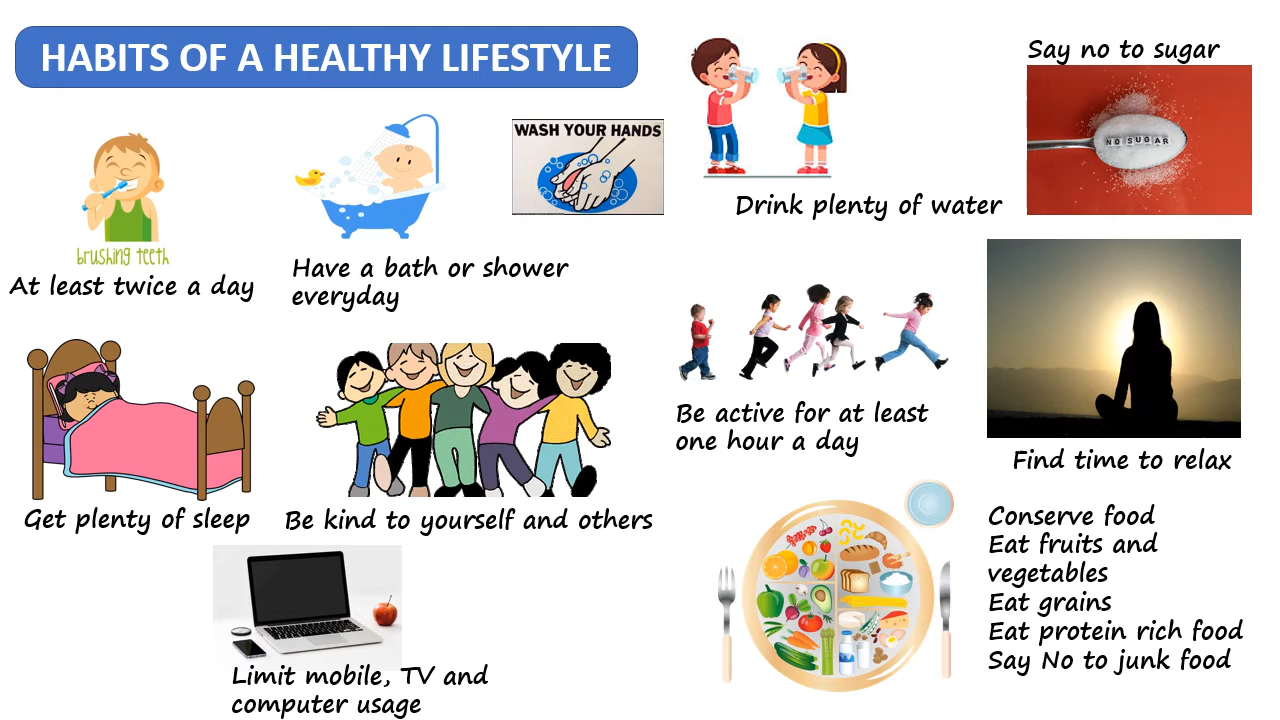 HABITS OF A HEALTHY LIFESTYLE
brushing teeth
At least twice a day
Have a bath or shower
everyday
WASH YOUR HANDS
Drink plenty of water
Say no to sugar
NO SUGAR
Get plenty of sleep
Be kind to yourself and others
Be active for at least
one hour a day
Find time to relax
Limit mobile, TV and
computer usage
Conserve food
Eat fruits and
vegetables
Eat grains
Eat protein rich food
Say No to junk food